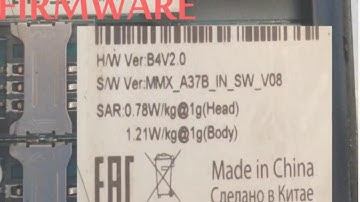 FIRMWARE
H/W Ver:B4V2.0
S/W Ver:MMX_A37B_IN_SW_V08
SAR:0.78W/kg@1g(Head)
1.21W/kg@1g(Body)
EAC
Made in China
Сделано в Китае